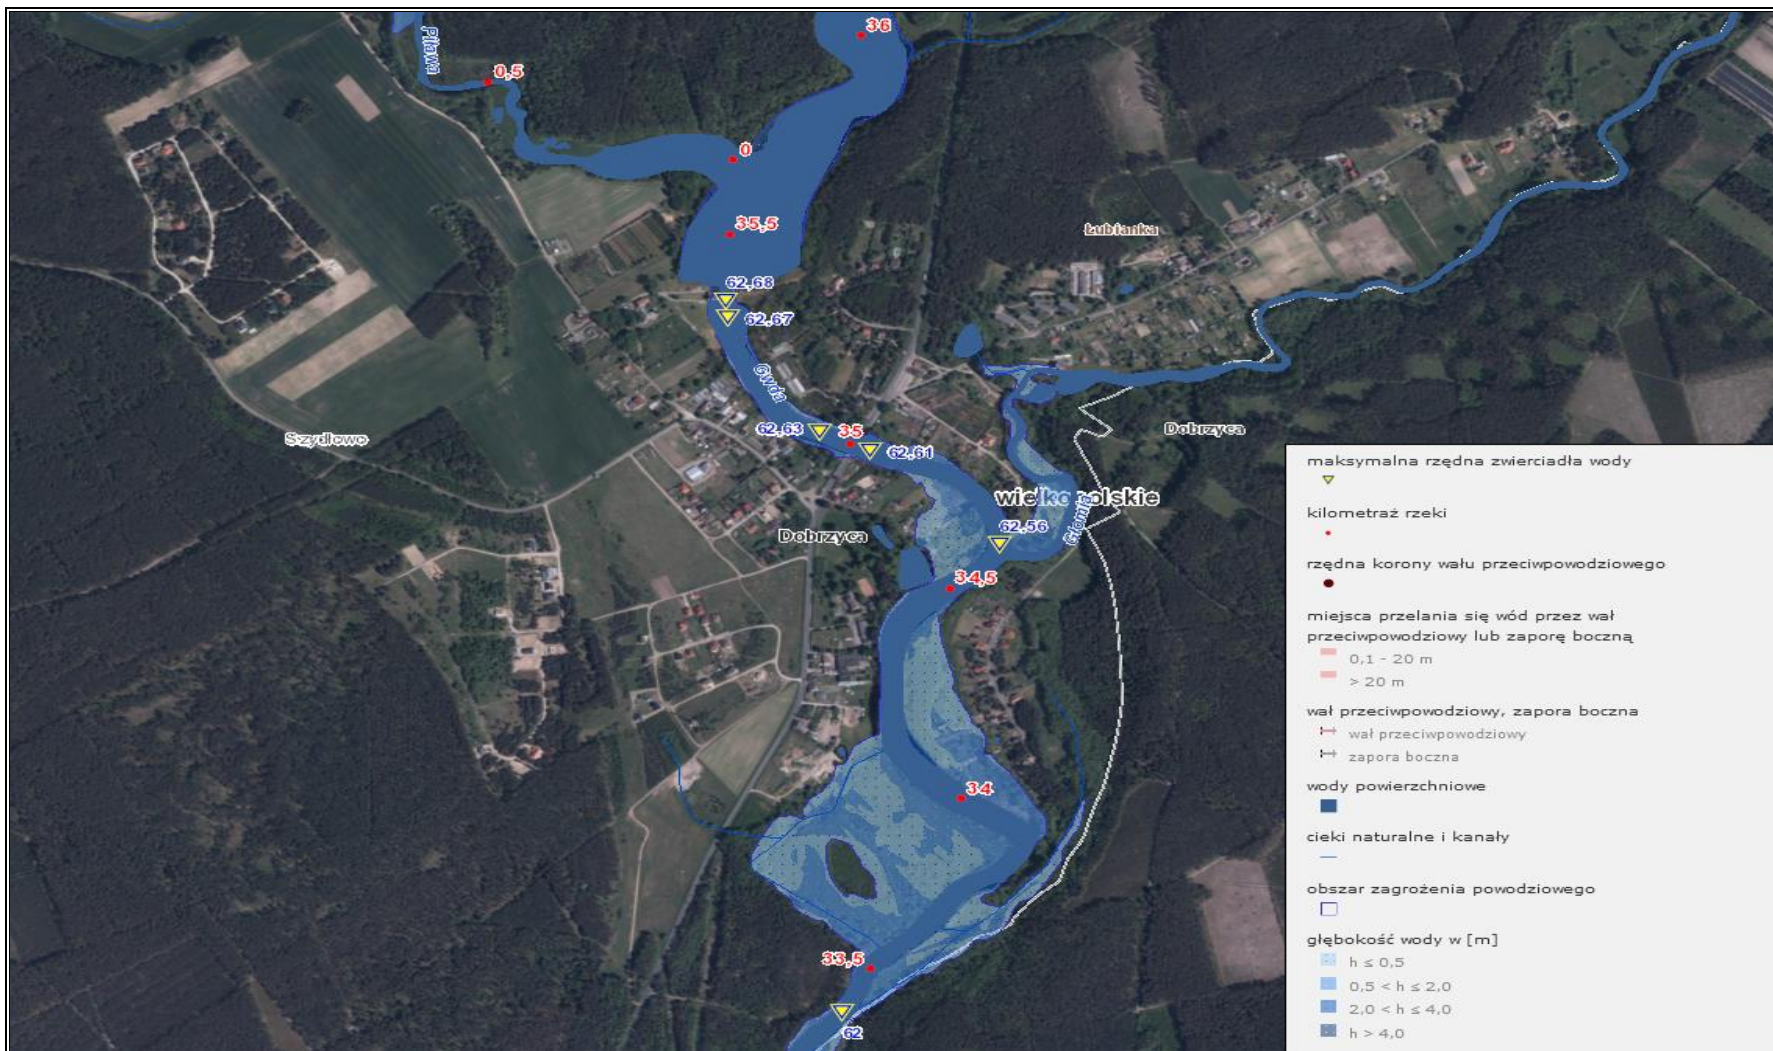 36
Piława
0,5
0
35,5
Łubianka
62,68
62,67
Gwda
62,63
35
62,61
Szydłowo
Dobrzyca
wielkopolskie
Głomia
62,56
Dobrzyca
34,5
34
33,5
62
maksymalna rzędna zwierciadła wody
kilometraż rzeki
rzędna korony wału przeciwpowodziowego
miejsca przelania się wód przez wał
przeciwpowodziowy lub zaporę boczną
0,1 - 20 m
> 20 m
wał przeciwpowodziowy, zapora boczna
wał przeciwpowodziowy
zapora boczna
wody powierzchniowe
cieki naturalne i kanały
obszar zagrożenia powodziowego
głębokość wody w [m]
h ≤ 0,5
0,5 < h ≤ 2,0
2,0 < h ≤ 4,0
h > 4,0